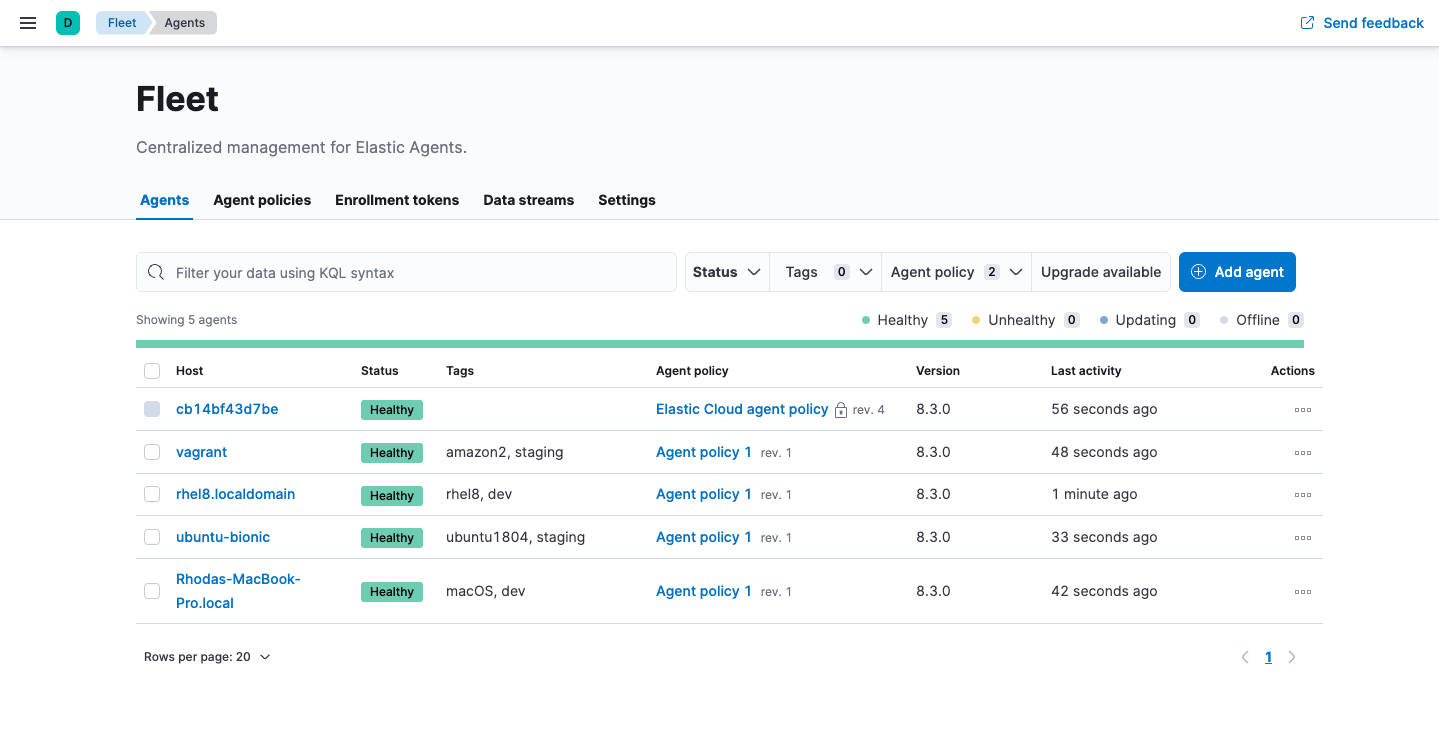 D Fleet Agents Send feedback
Fleet
Centralized management for Elastic Agents.
Agents Agent policies Enrollment tokens Data streams Settings
Filter your data using KQL syntax Status Tags 0 Agent policy 2 Upgrade available Add agent
Showing 5 agents Healthy 5 Unhealthy 0 Updating 0 Offline 0
Host Status Tags Agent policy Version Last activity Actions
cb14bf43d7be Healthy Elastic Cloud agent policy rev. 4 8.3.0 56 seconds ago
vagrant Healthy amazon2, staging Agent policy 1 rev. 1 8.3.0 48 seconds ago
rhel8.localdomain Healthy rhel8, dev Agent policy 1 rev. 1 8.3.0 1 minute ago
ubuntu-bionic Healthy ubuntu1804, staging Agent policy 1 rev. 1 8.3.0 33 seconds ago
Rhodas-MacBook-
Pro.local Healthy macOS, dev Agent policy 1 rev. 1 8.3.0 42 seconds ago
Rows per page: 20 1